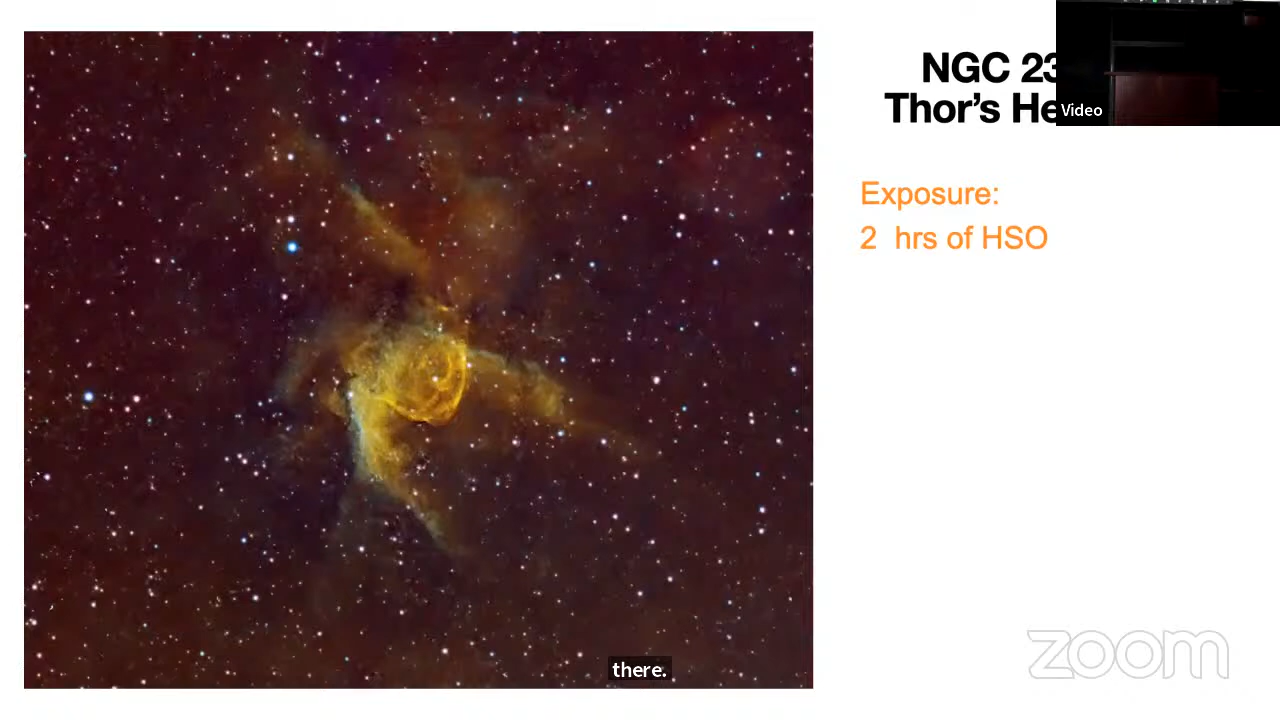 NGC 23
Thor's He
Video
Exposure:
2 hrs of HSO
there.
zoom